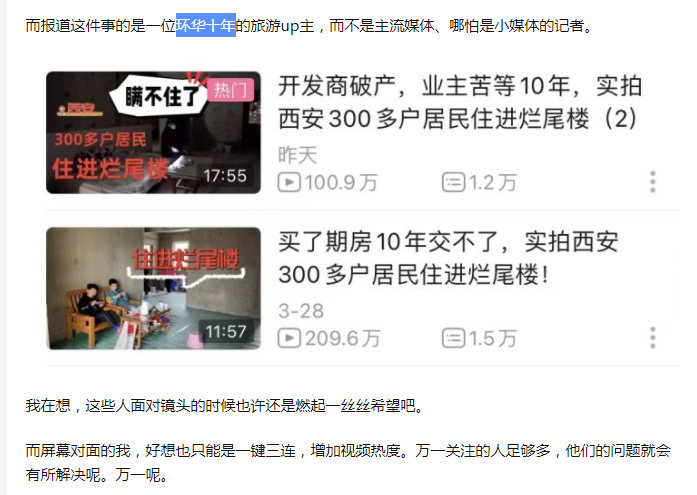 而报道这件事的是一位环华十年的旅游up主，而不是主流媒体、哪怕是小媒体的记者。
瞒不住了
热门
西安
300多户居民
住进烂尾楼
17:55
开发商破产，业主苦等10年，实拍
西安300多户居民住进烂尾楼（2）
昨天
100.9万
1.2万
住进烂尾楼
11:57
买了期房10年交不了，实拍西安
300多户居民住进烂尾楼！
3-28
209.6万
1.5万
我在想，这些人面对镜头的时候也许还是燃起一丝丝希望吧。
而屏幕对面的我，好想也只能是一键三连，增加视频热度。万一关注的人足够多，他们的问题就会
有所解决呢。万一呢。